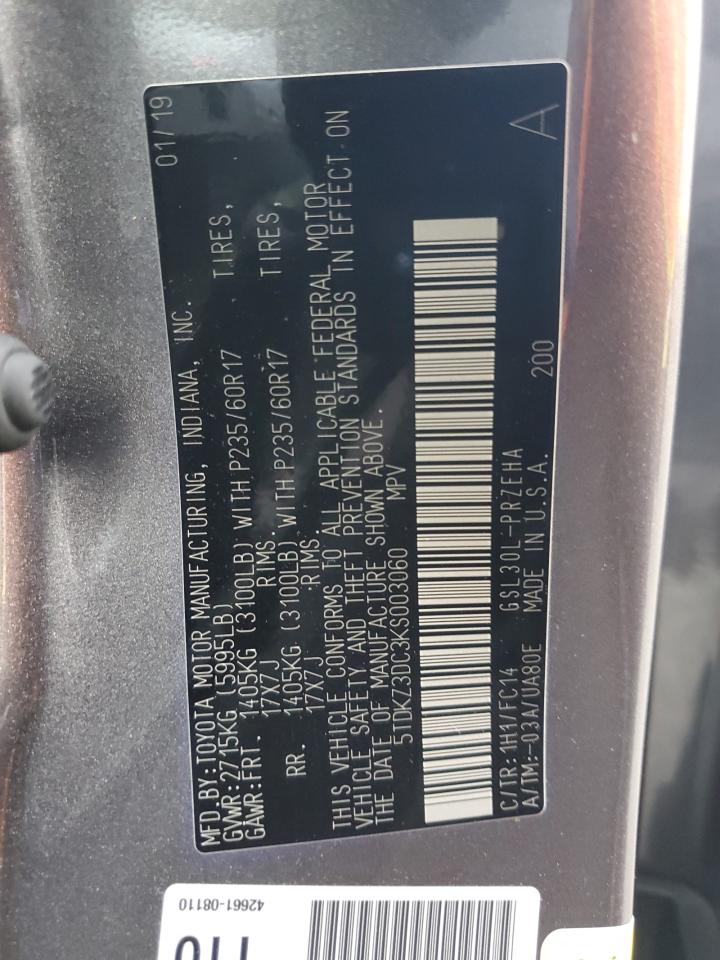 MFD.BY:TOYOTA MOTOR MANUFACTURING, INDIANA, INC. 01/19
GVWR:2715KG (5985LB)
GAWR:FRT. 1405KG (3100LB) WITH P235/60R17 TIRES,
17X7J RIMS.
RR. 1405KG (3100LB) WITH P235/60R17 TIRES,
17X7J RIMS
THIS VEHICLE CONFORMS TO ALL APPLICABLE FEDERAL MOTOR
VEHICLE SAFETY AND THEFT PREVENTION STANDARDS IN EFFECT ON
THE DATE OF MANUFACTURE SHOWN ABOVE.
5TDKZ3DC3KS003060 MPV
C/TR:1H1/FC14 GSL30L-PRZEHA 200
A/TM:-03A/UA80E MADE IN U.S.A. A
42661-08110